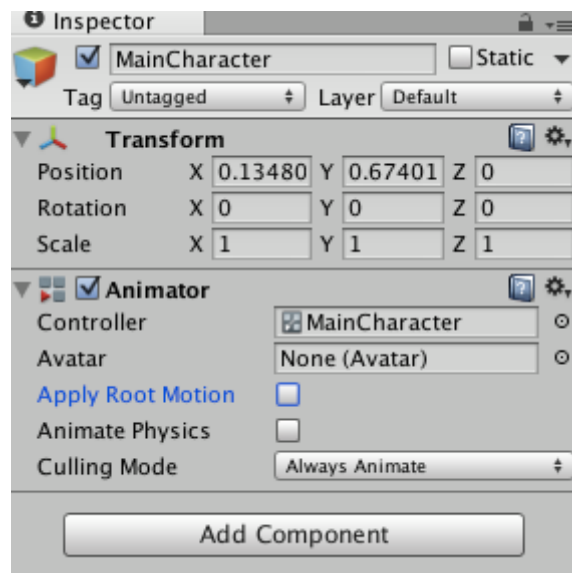 Inspector
MainCharacter Static
Tag Untagged Layer Default
Transform
Position X 0.13480 Y 0.67401 Z 0
Rotation X 0 Y 0 Z 0
Scale X 1 Y 1 Z 1
Animator
Controller MainCharacter
Avatar None (Avatar)
Apply Root Motion
Animate Physics
Culling Mode Always Animate
Add Component